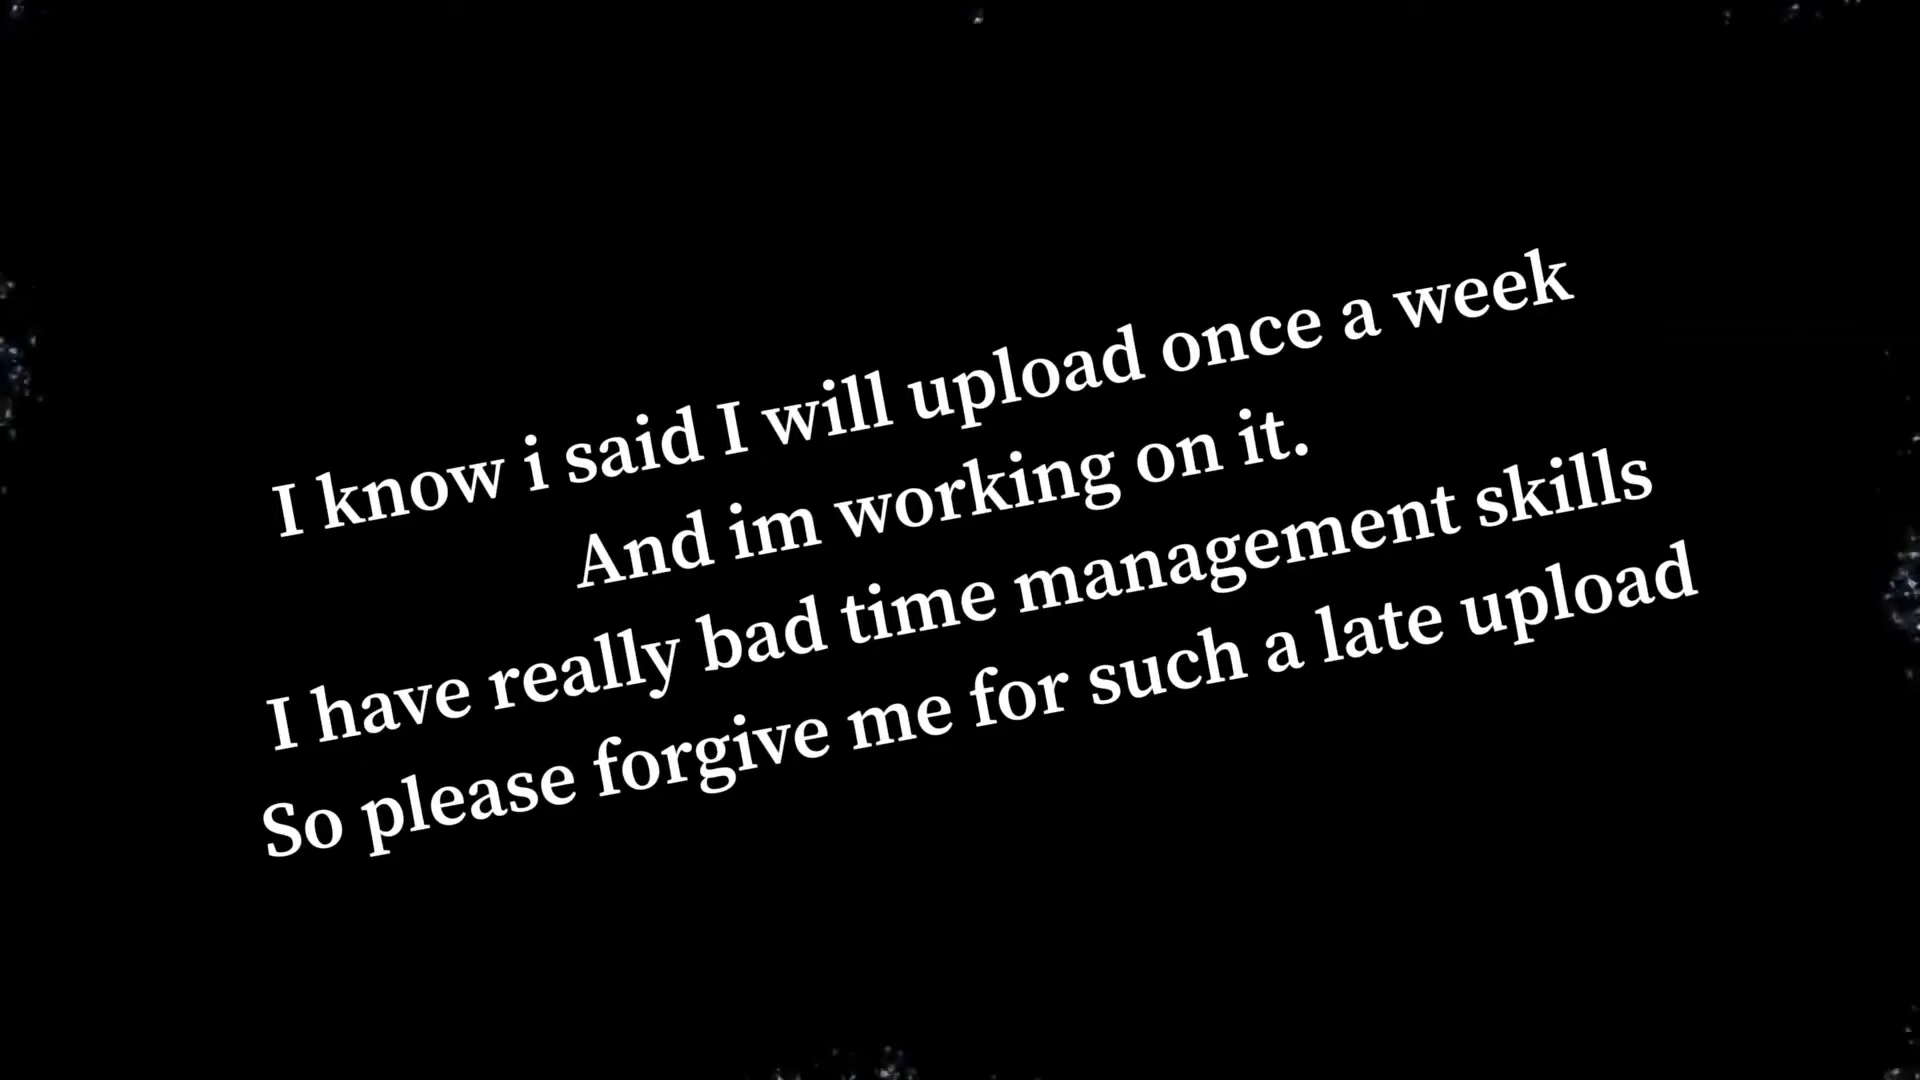 I know i said I will upload once a week
And im working on it.
I have really bad time management skills
So please forgive me for such a late upload